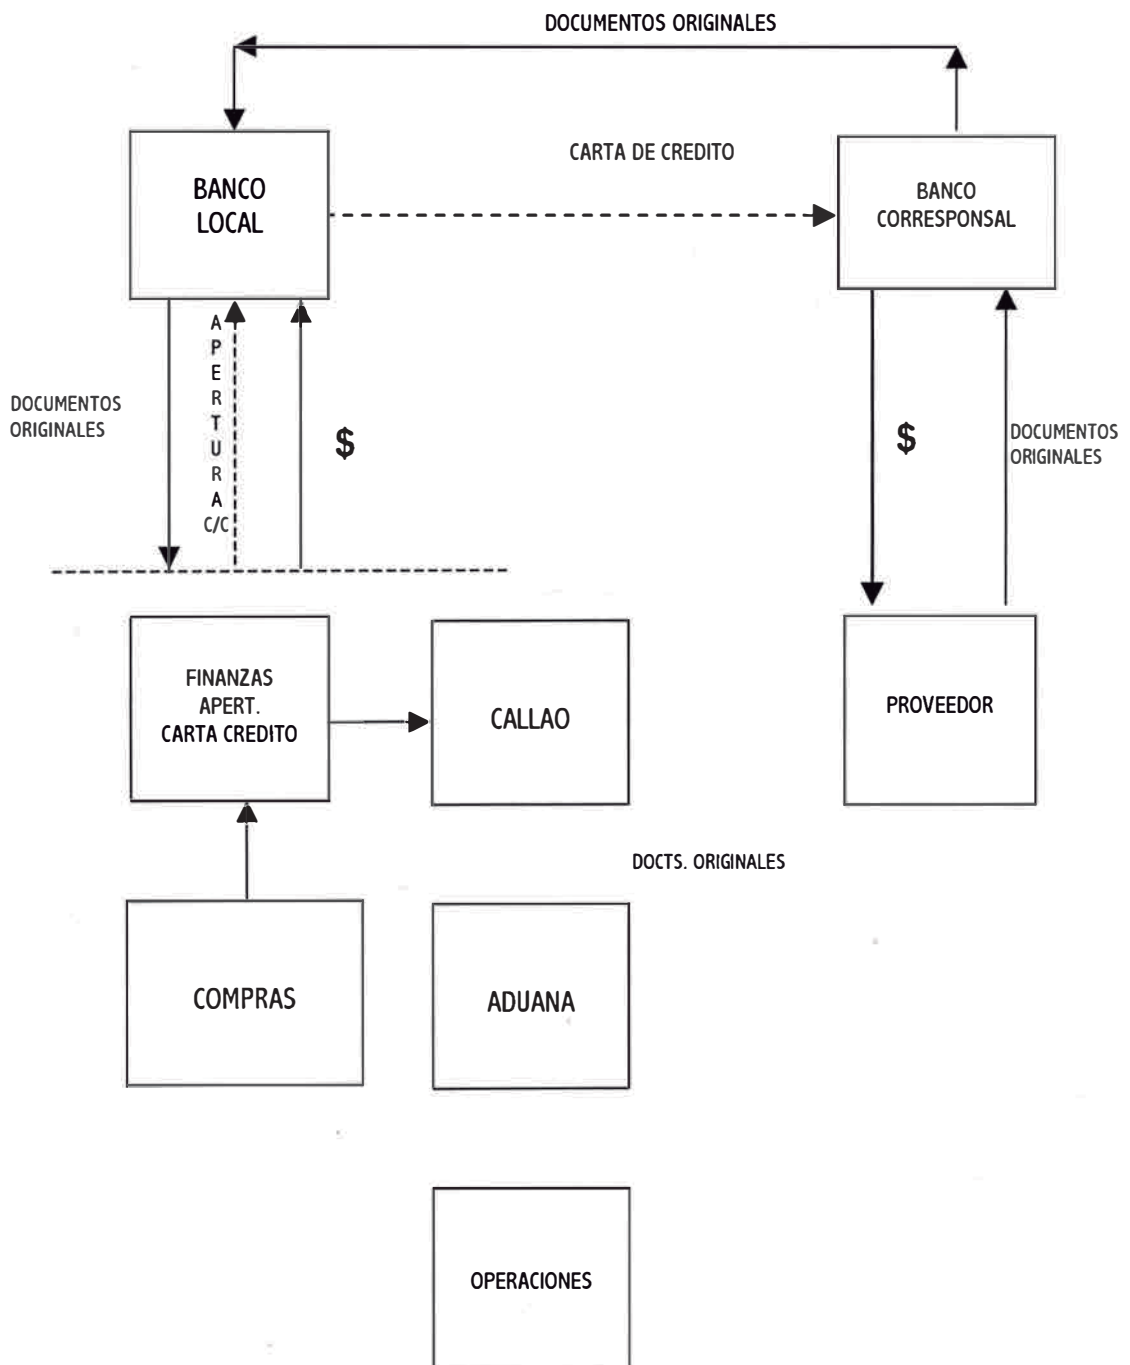 DOCUMENTOS ORIGINALES
CARTA DE CREDITO
BANCO
LOCAL
BANCO
CORRESPONSAL
A
P
E
R
T
U
R
A
C/C
DOCUMENTOS
ORIGINALES
$
$
DOCUMENTOS
ORIGINALES
FINANZAS
APERT.
CARTA CREDITO
CALLAO
PROVEEDOR
DOCTS. ORIGINALES
COMPRAS
ADUANA
OPERACIONES